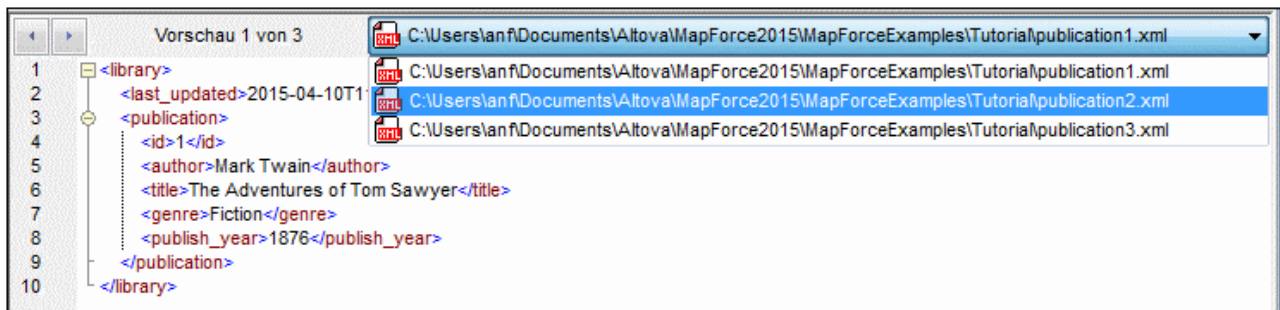 Vorschau 1 von 3 C:\Users\anf\Documents\Altova\MapForce2015\MapForceExamples\Tutorial\publication1.xml
C:\Users\anf\Documents\Altova\MapForce2015\MapForceExamples\Tutorial\publication1.xml
C:\Users\anf\Documents\Altova\MapForce2015\MapForceExamples\Tutorial\publication2.xml
C:\Users\anf\Documents\Altova\MapForce2015\MapForceExamples\Tutorial\publication3.xml
1 <library>
2 <last_updated>2015-04-10T1
3 <publication>
4 <id>1</id>
5 <author>Mark Twain</author>
6 <title>The Adventures of Tom Sawyer</title>
7 <genre>Fiction</genre>
8 <publish_year>1876</publish_year>
9 </publication>
10 </library>